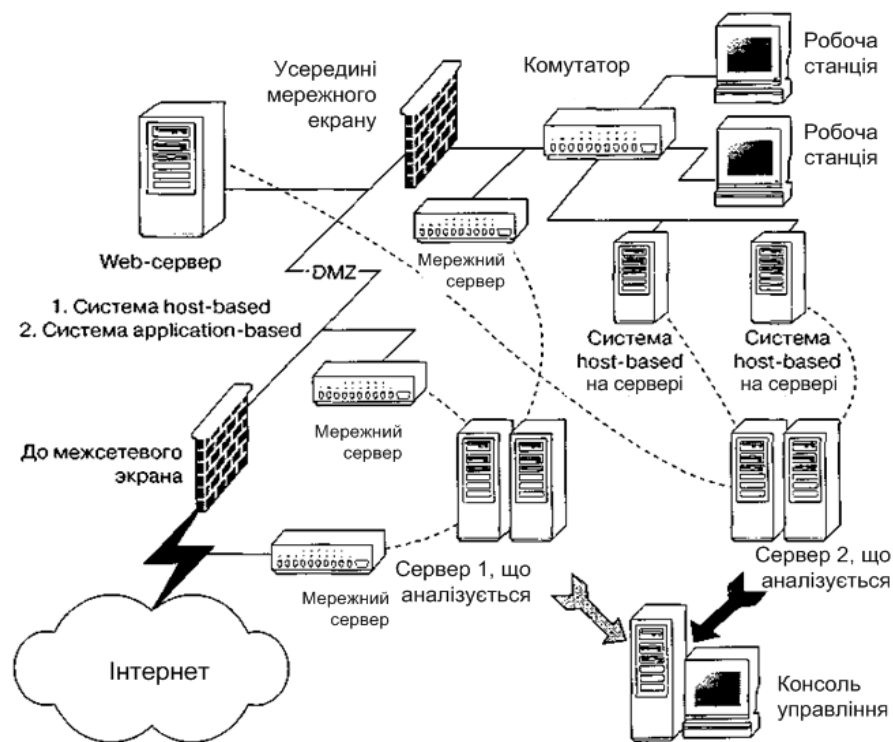 Робоча
станція
Усередині
мережного
екрану
Комутатор
Робоча
станція
Web-сервер
Мережний
сервер
DMZ
1. Система host-based
2. Система application-based
Система
host-based
на сервері
Система
host-based
на сервері
Мережний
сервер
До межсетевого
экрана
Сервер 1, що
аналізується
Сервер 2, що
аналізується
Мережний
сервер
Інтернет
Консоль
управління